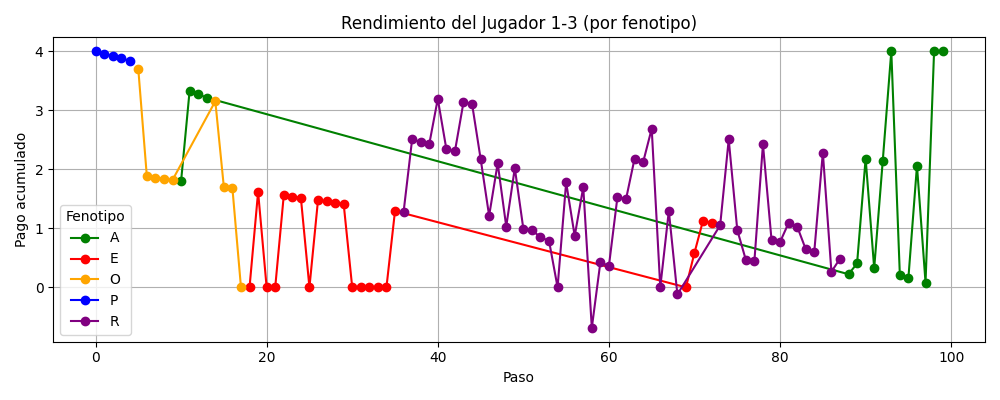 Rendimiento del Jugador 1-3 (por fenotipo)
Pago acumulado
4
3
2
1
0
Fenotipo
A
E
O
P
R
0 20 40 60 80 100
Paso